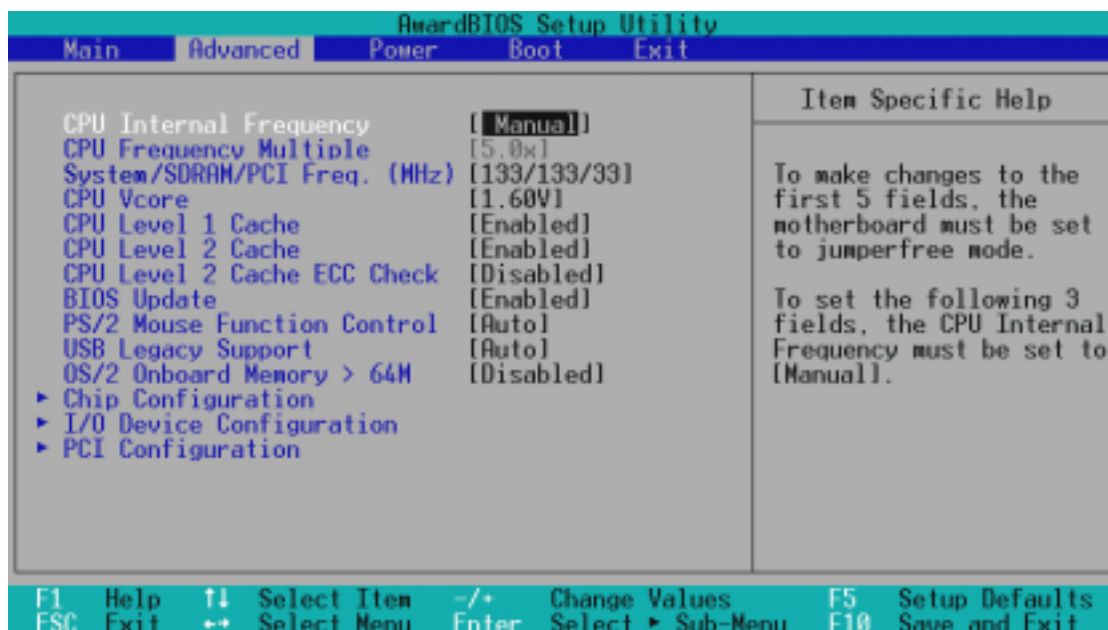 AwardBIOS Setup Utility
Main Advanced Power Boot Exit
CPU Internal Frequency [ Manual]
CPU Frequency Multiple [5.0x]
System/SDRAM/PCI Freq. (MHz) [133/133/33]
CPU Vcore [1.60V]
CPU Level 1 Cache [Enabled]
CPU Level 2 Cache [Enabled]
CPU Level 2 Cache ECC Check [Disabled]
BIOS Update [Enabled]
PS/2 Mouse Function Control [Auto]
USB Legacy Support [Auto]
OS/2 Onboard Memory > 64M [Disabled]
▸ Chip Configuration
▸ I/O Device Configuration
▸ PCI Configuration
Item Specific Help
To make changes to the
first 5 fields, the
motherboard must be set
to jumperfree mode.
To set the following 3
fields, the CPU Internal
Frequency must be set to
[Manual].
F1 Help ↑↓ Select Item -/+ Change Values F5 Setup Defaults
ESC Exit ←→ Select Menu Enter Select ▸ Sub-Menu F10 Save and Exit